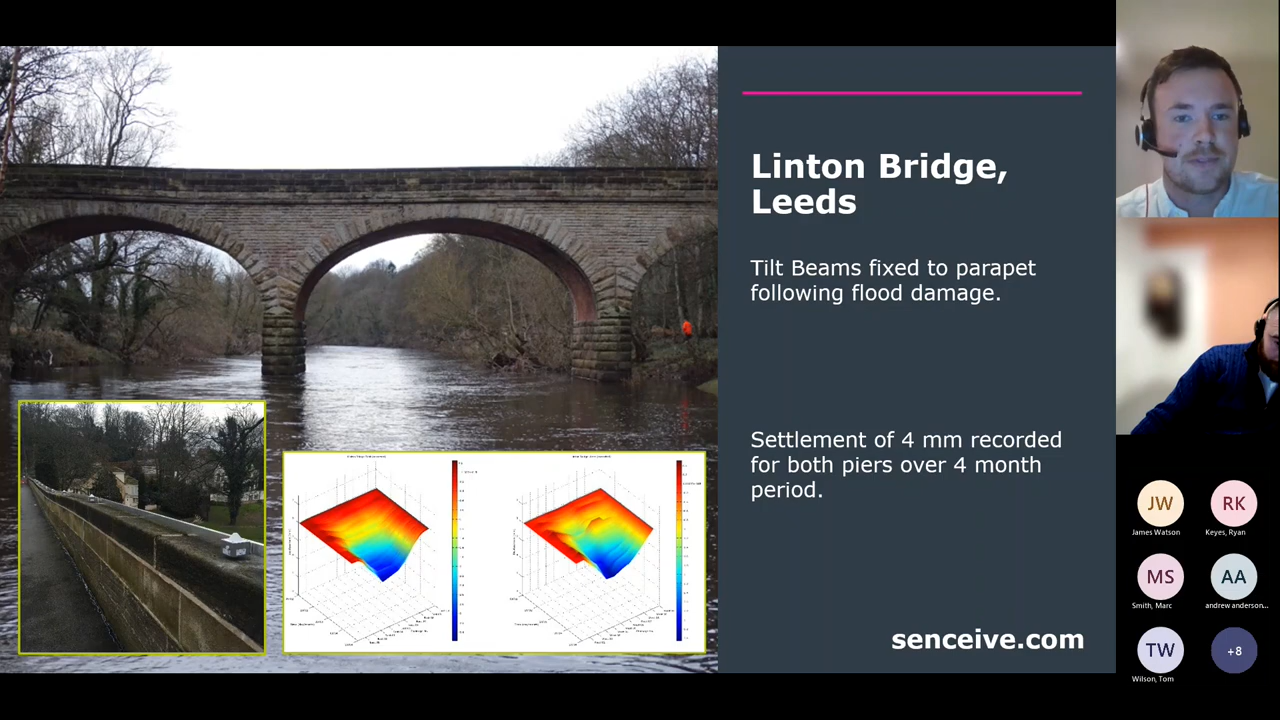 Linton Bridge,
Leeds
Tilt Beams fixed to parapet
following flood damage.
Settlement of 4 mm recorded
for both piers over 4 month
period.
senceive.com
JW
James Watson
RK
Keyes, Ryan
MS
Smith, Marc
AA
andrew anderson...
TW
Wilson, Tom
+8